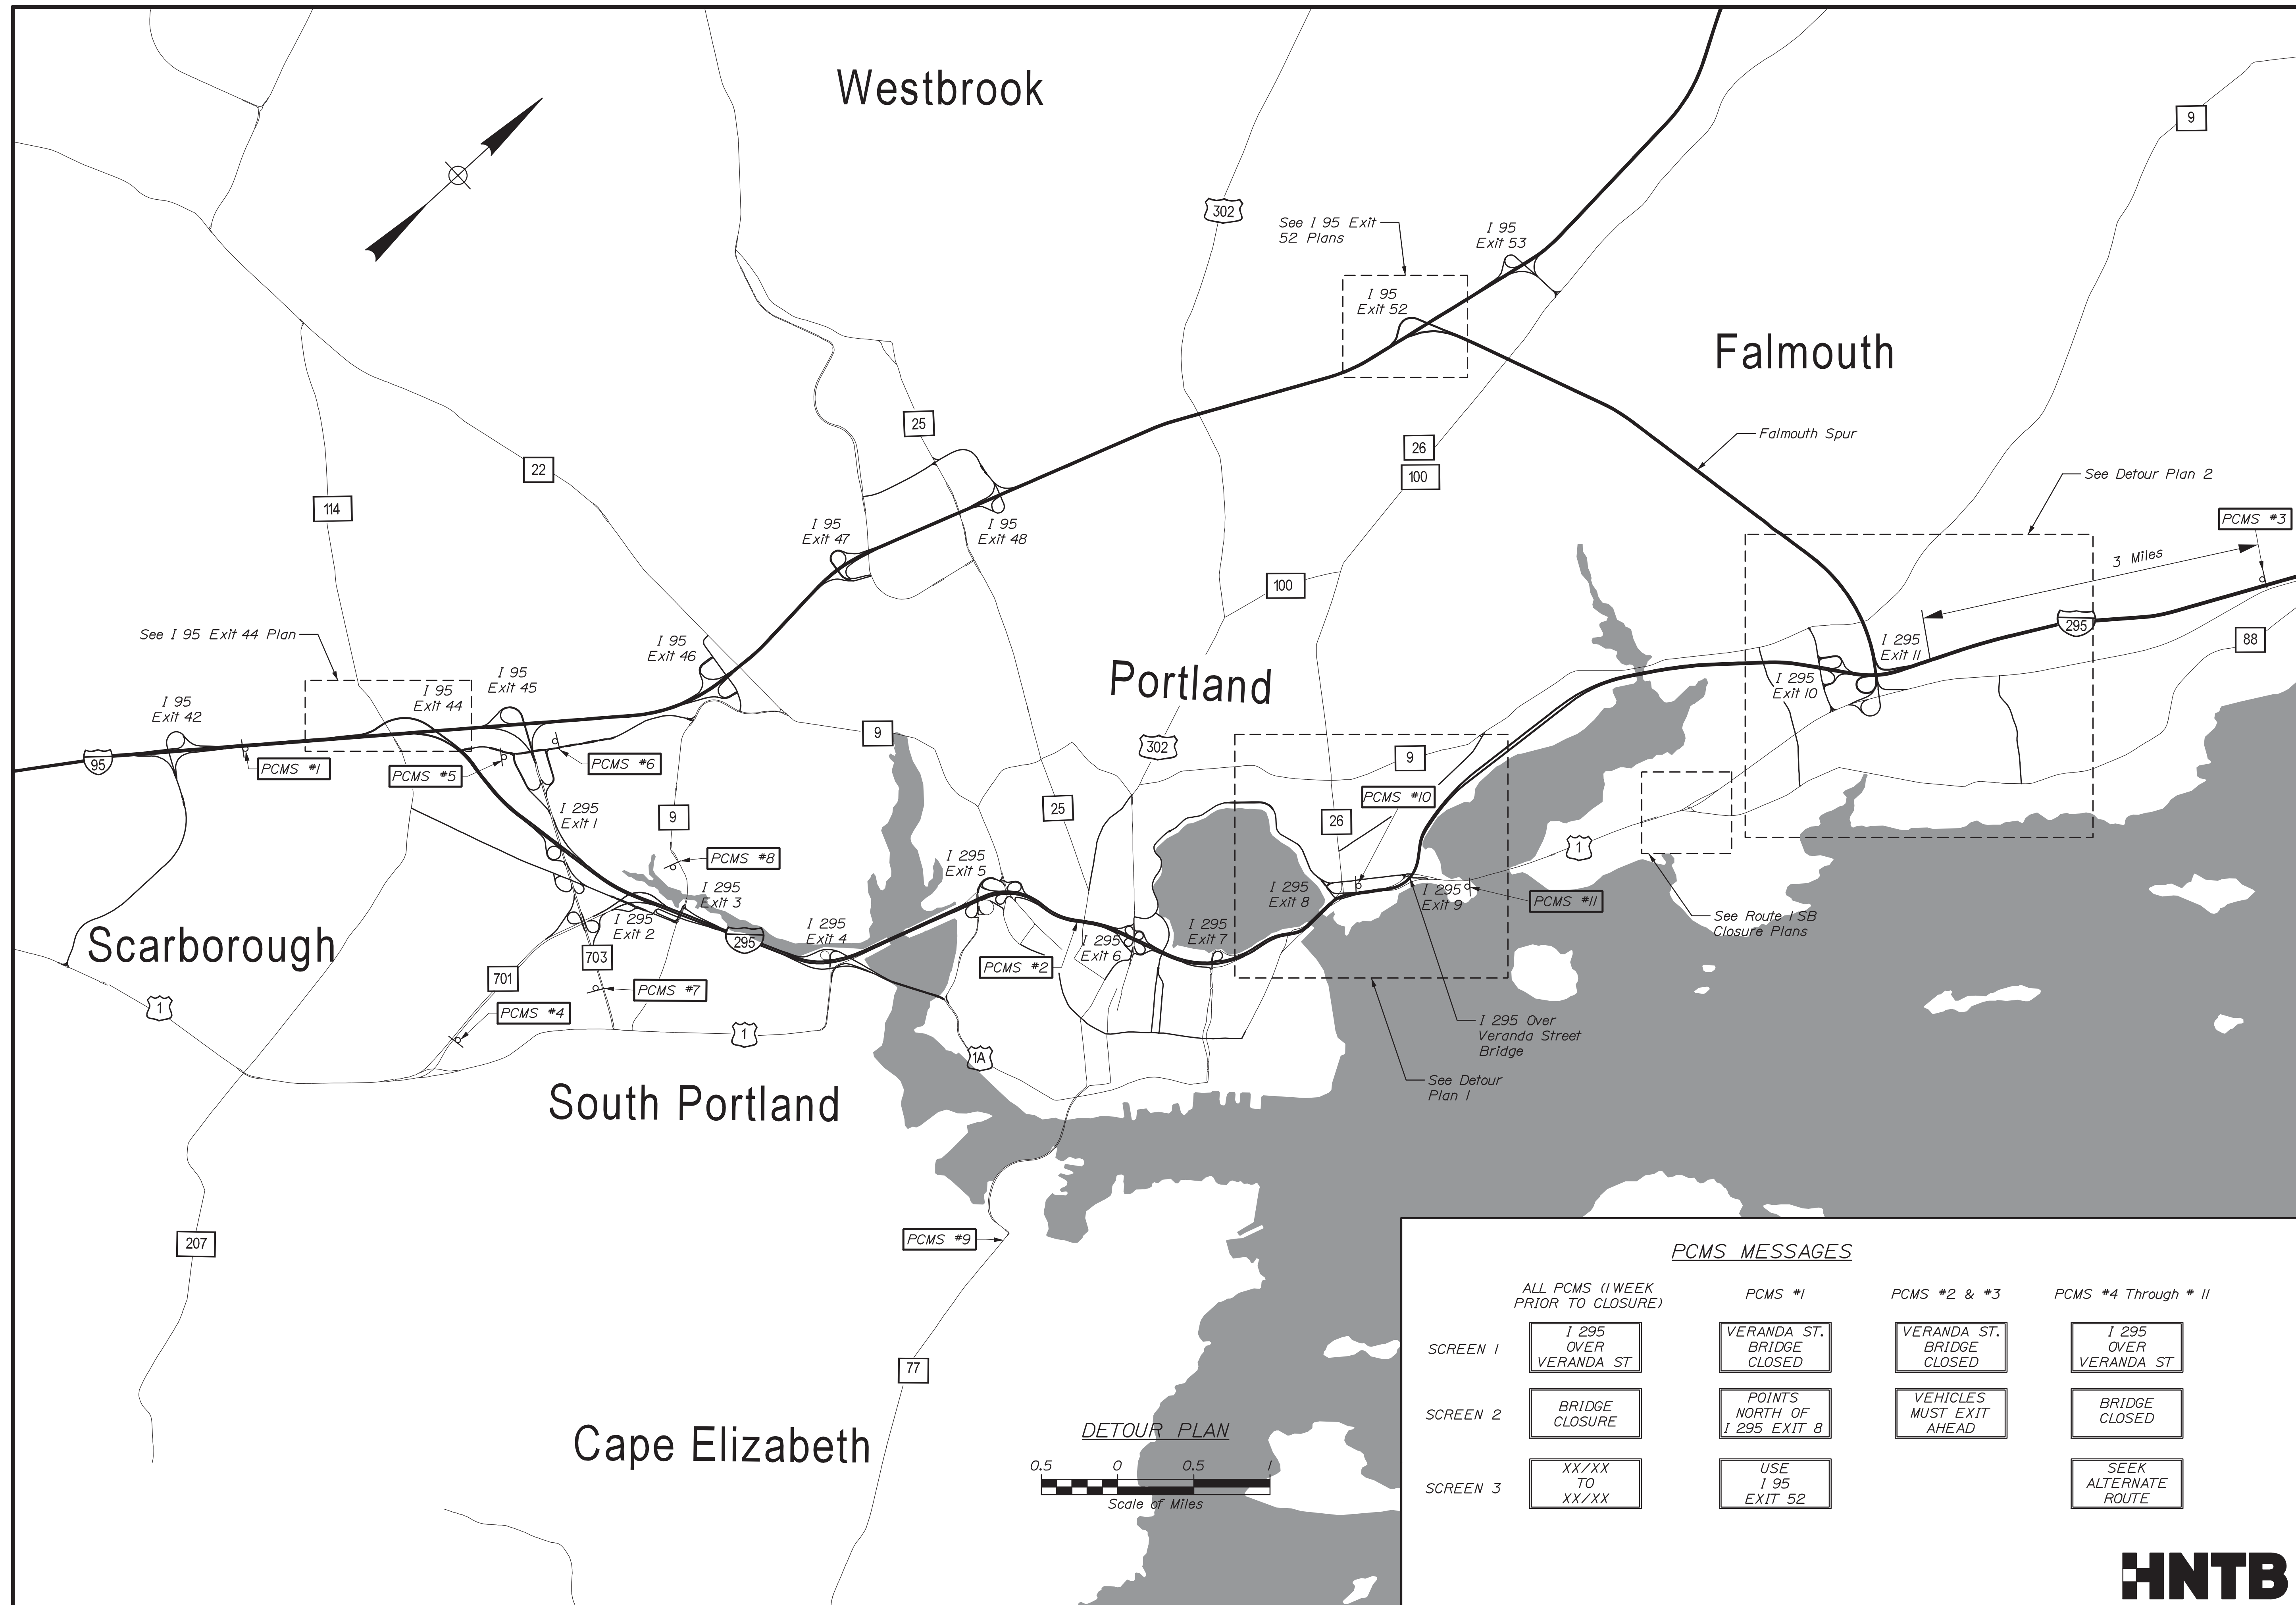 Westbrook
9
302
See I 95 Exit
52 Plans
I 95
Exit 53
I 95
Exit 52
Falmouth
25
26
100
Falmouth Spur
22
See Detour Plan 2
114
PCMS #3
I 95
Exit 47
I 95
Exit 48
3 Miles
100
295
88
See I 95 Exit 44 Plan
I 95
Exit 46
I 295
Exit 11
Portland
I 95
Exit 45
I 95
Exit 44
I 295
Exit 10
I 95
Exit 42
9
302
9
95
PCMS #1
PCMS #5
PCMS #6
PCMS #10
I 295
Exit 1
9
25
26
1
PCMS #8
I 295
Exit 5
I 295
Exit 3
I 295
Exit 8
I 295
Exit 9
PCMS #11
See Route 1 SB
Closure Plans
Scarborough
I 295
Exit 2
295
I 295
Exit 4
I 295
Exit 6
I 295
Exit 7
703
PCMS #2
701
PCMS #7
1
PCMS #4
1
1A
I 295 Over
Veranda Street
Bridge
See Detour
Plan 1
South Portland
207
PCMS #9
77
Cape Elizabeth
DETOUR PLAN
0.5 0 0.5 1
Scale of Miles
PCMS MESSAGES
ALL PCMS (1 WEEK
PRIOR TO CLOSURE)
PCMS #1
PCMS #2 & #3
PCMS #4 Through # 11
SCREEN 1
I 295
OVER
VERANDA ST
VERANDA ST.
BRIDGE
CLOSED
VERANDA ST.
BRIDGE
CLOSED
I 295
OVER
VERANDA ST
SCREEN 2
BRIDGE
CLOSURE
POINTS
NORTH OF
I 295 EXIT 8
VEHICLES
MUST EXIT
AHEAD
BRIDGE
CLOSED
SCREEN 3
XX/XX
TO
XX/XX
USE
I 95
EXIT 52
SEEK
ALTERNATE
ROUTE
HNTB